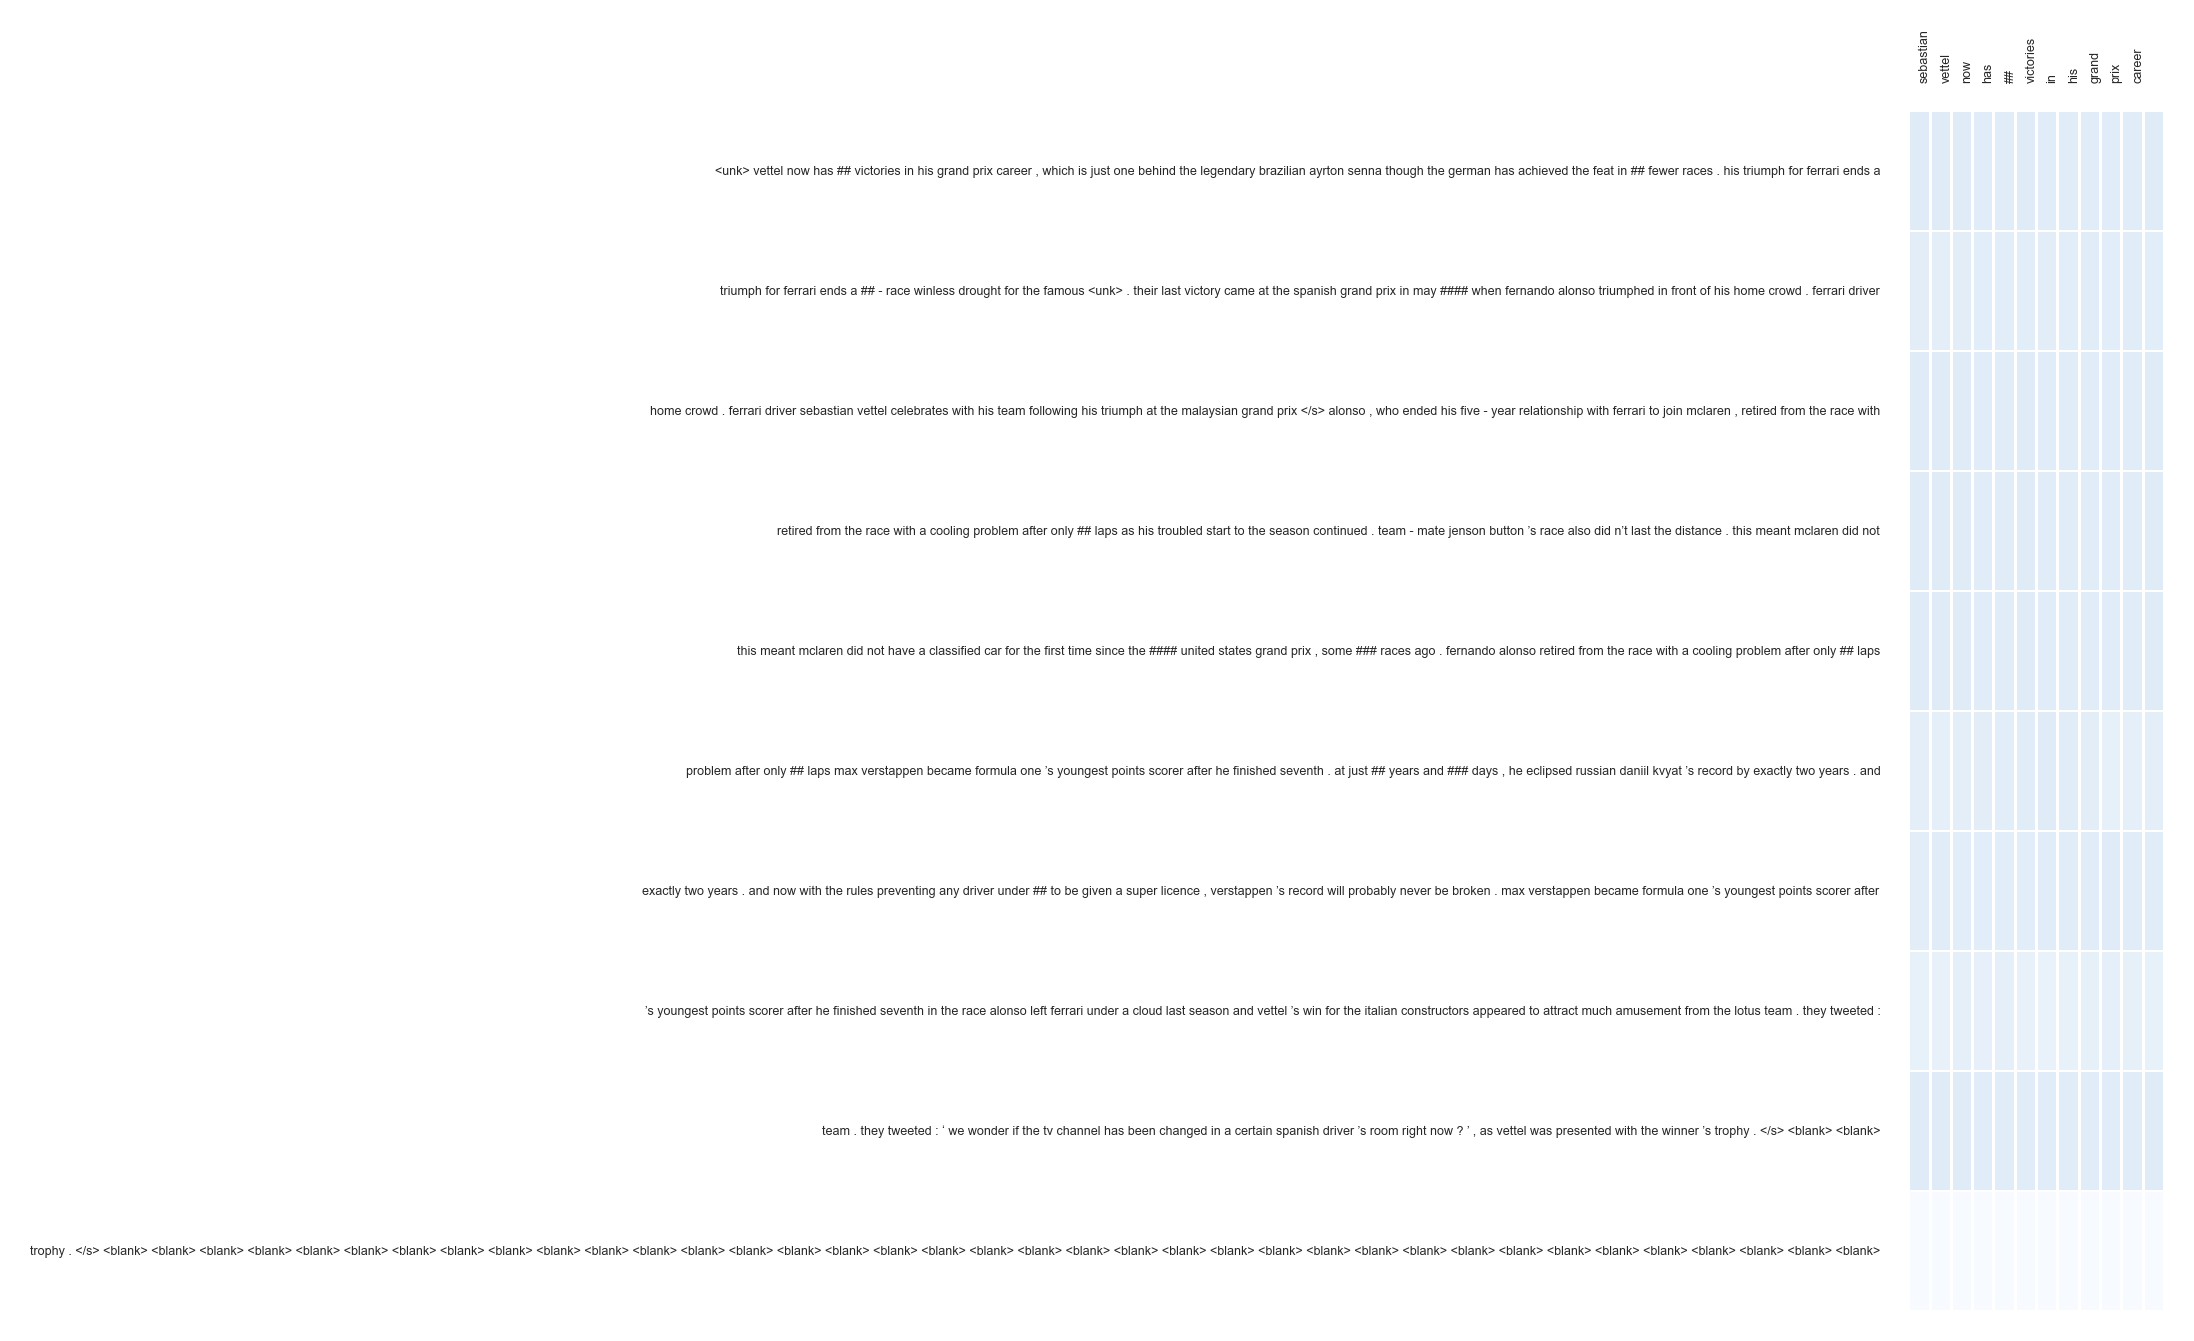 sebastian
vettel
now
has
##
victories
in
his
grand
prix
career
<unk> vettel now has ## victories in his grand prix career , which is just one behind the legendary brazilian ayrton senna though the german has achieved the feat in ## fewer races . his triumph for ferrari ends a
triumph for ferrari ends a ## - race winless drought for the famous <unk> . their last victory came at the spanish grand prix in may #### when fernando alonso triumphed in front of his home crowd . ferrari driver
home crowd . ferrari driver sebastian vettel celebrates with his team following his triumph at the malaysian grand prix </s> alonso , who ended his five - year relationship with ferrari to join mclaren , retired from the race with
retired from the race with a cooling problem after only ## laps as his troubled start to the season continued . team - mate jenson button 's race also did n't last the distance . this meant mclaren did not
this meant mclaren did not have a classified car for the first time since the #### united states grand prix , some ### races ago . fernando alonso retired from the race with a cooling problem after only ## laps
problem after only ## laps max verstappen became formula one 's youngest points scorer after he finished seventh . at just ## years and ### days , he eclipsed russian daniil kvyat 's record by exactly two years . and
exactly two years . and now with the rules preventing any driver under ## to be given a super licence , verstappen 's record will probably never be broken . max verstappen became formula one 's youngest points scorer after
's youngest points scorer after he finished seventh in the race alonso left ferrari under a cloud last season and vettel 's win for the italian constructors appeared to attract much amusement from the lotus team . they tweeted :
team . they tweeted : ‘ we wonder if the tv channel has been changed in a certain spanish driver 's room right now ? ’ , as vettel was presented with the winner 's trophy . </s> <blank> <blank>
trophy . </s> <blank> <blank> <blank> <blank> <blank> <blank> <blank> <blank> <blank> <blank> <blank> <blank> <blank> <blank> <blank> <blank> <blank> <blank> <blank> <blank> <blank> <blank> <blank> <blank> <blank> <blank> <blank> <blank> <blank> <blank> <blank> <blank> <blank> <blank> <blank> <blank> <blank>